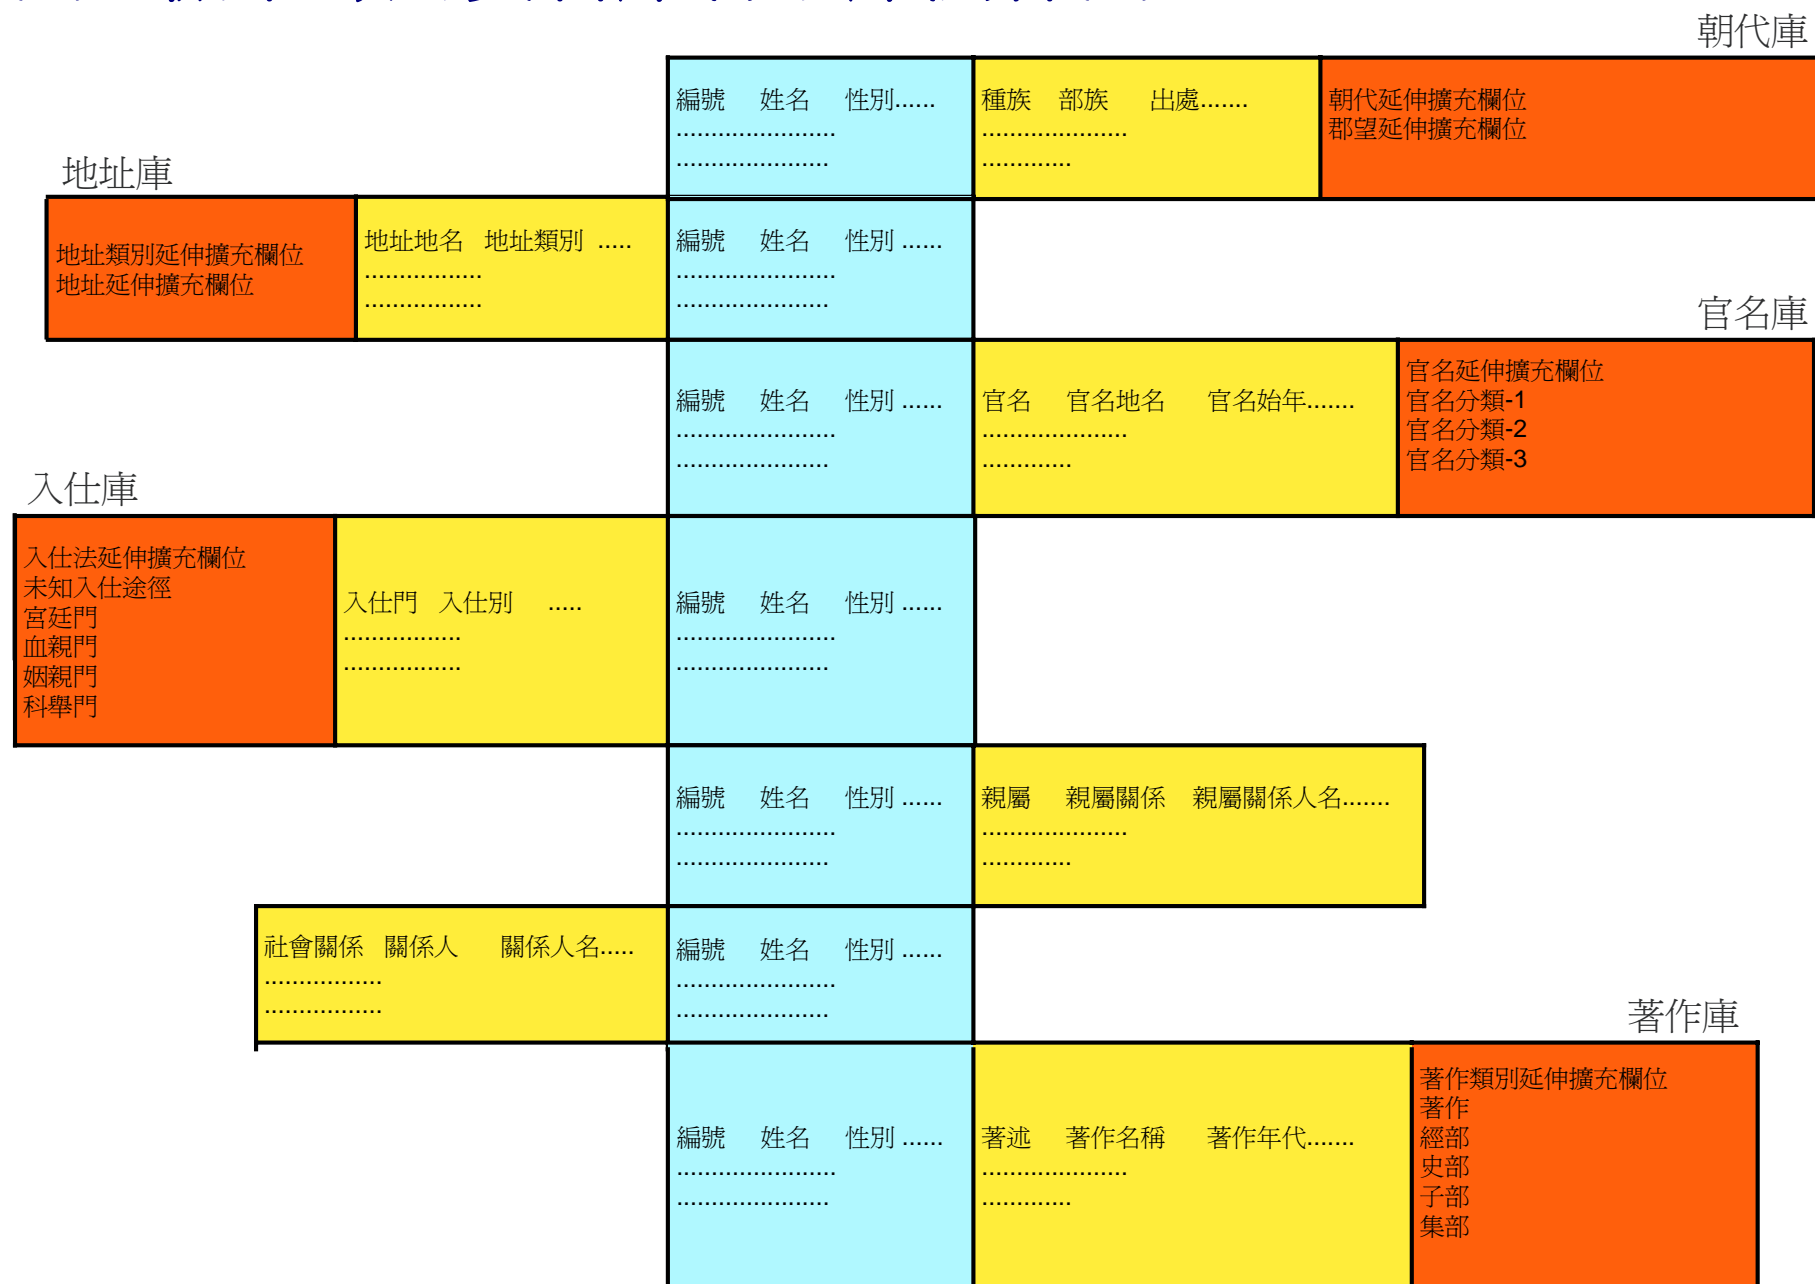 朝代庫
編號 姓名 性別......
.......................
......................
種族 部族 出處.......
.....................
.............
朝代延伸擴充欄位
郡望延伸擴充欄位
地址庫
地址類別延伸擴充欄位
地址延伸擴充欄位
地址地名 地址類別 .....
.................
.................
編號 姓名 性別 ......
.......................
......................
官名庫
編號 姓名 性別 ......
.......................
......................
官名 官名地名 官名始年.......
.....................
.............
官名延伸擴充欄位
官名分類-1
官名分類-2
官名分類-3
入仕庫
入仕法延伸擴充欄位
未知入仕途徑
宮廷門
血親門
姻親門
科舉門
入仕門 入仕別 .....
.................
.................
編號 姓名 性別 ......
.......................
......................
編號 姓名 性別 ......
.......................
......................
親屬 親屬關係 親屬關係人名.......
.....................
.............
社會關係 關係人 關係人名.....
.................
.................
編號 姓名 性別 ......
.......................
......................
著作庫
編號 姓名 性別 ......
.......................
......................
著述 著作名稱 著作年代.......
.....................
.............
著作類別延伸擴充欄位
著作
經部
史部
子部
集部